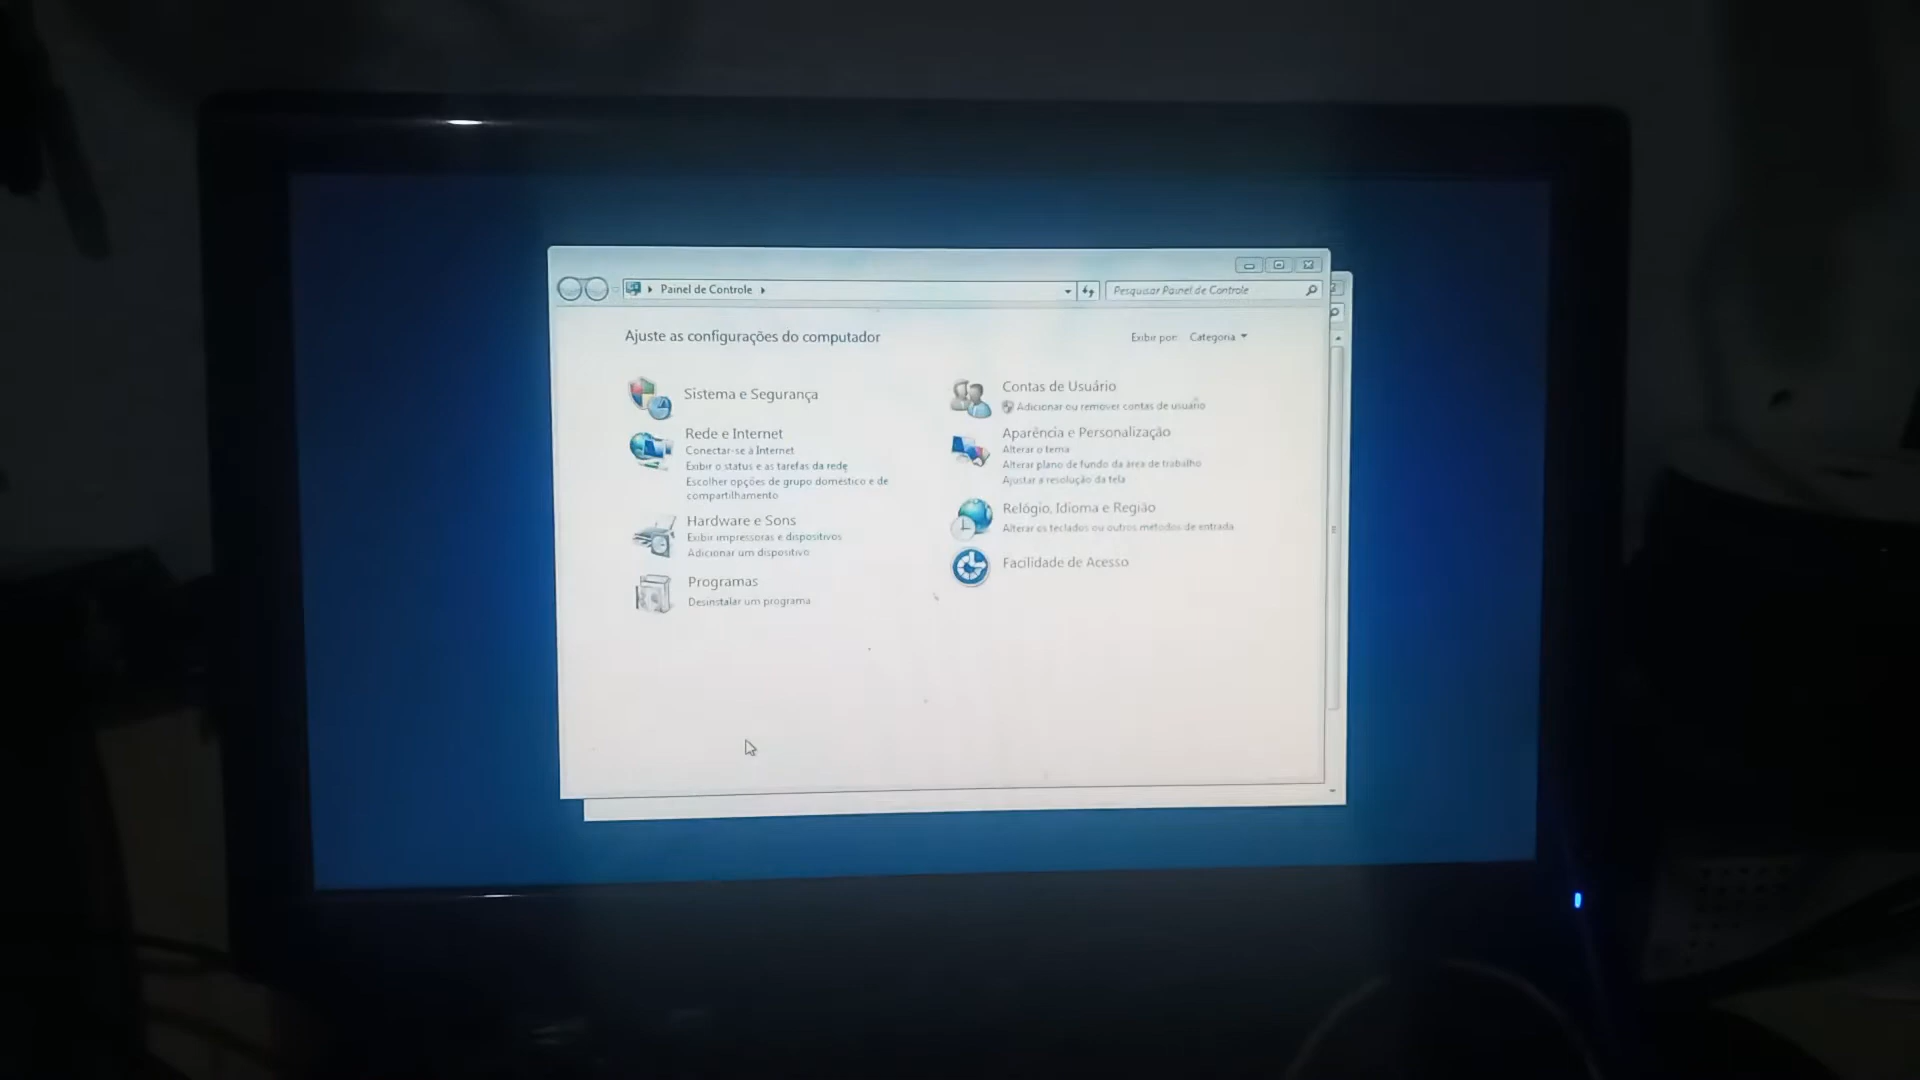 Painel de Controle
Pesquisar Painel de Controle
Ajuste as configurações do computador
Exibir por: Categoria
Sistema e Segurança
Rede e Internet
Conectar-se à Internet
Exibir o status e as tarefas da rede
Escolher opções de grupo doméstico e de
compartilhamento
Hardware e Sons
Exibir impressoras e dispositivos
Adicionar um dispositivo
Programas
Desinstalar um programa
Contas de Usuário
Adicionar ou remover contas de usuário
Aparência e Personalização
Alterar o tema
Alterar plano de fundo da área de trabalho
Ajustar a resolução da tela
Relógio, Idioma e Região
Alterar os teclados ou outros métodos de entrada
Facilidade de Acesso